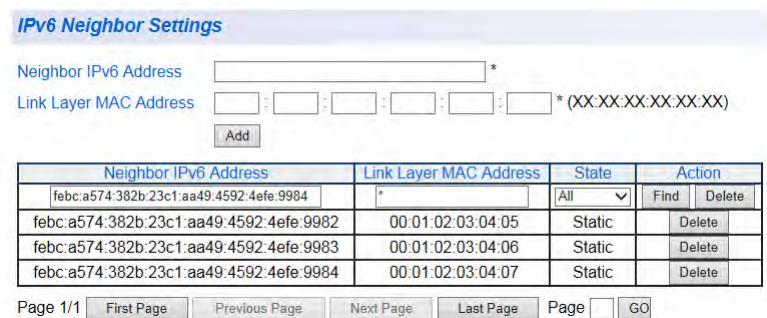 IPv6 Neighbor Settings
Neighbor IPv6 Address *
Link Layer MAC Address : : : : : * (XX:XX:XX:XX:XX:XX)
Add
Neighbor IPv6 Address Link Layer MAC Address State Action
febc:a574:382b:23c1:aa49:4592:4efe:9984 * All Find Delete
febc:a574:382b:23c1:aa49:4592:4efe:9982 00:01:02:03:04:05 Static Delete
febc:a574:382b:23c1:aa49:4592:4efe:9983 00:01:02:03:04:06 Static Delete
febc:a574:382b:23c1:aa49:4592:4efe:9984 00:01:02:03:04:07 Static Delete
Page 1/1 First Page Previous Page Next Page Last Page Page GO